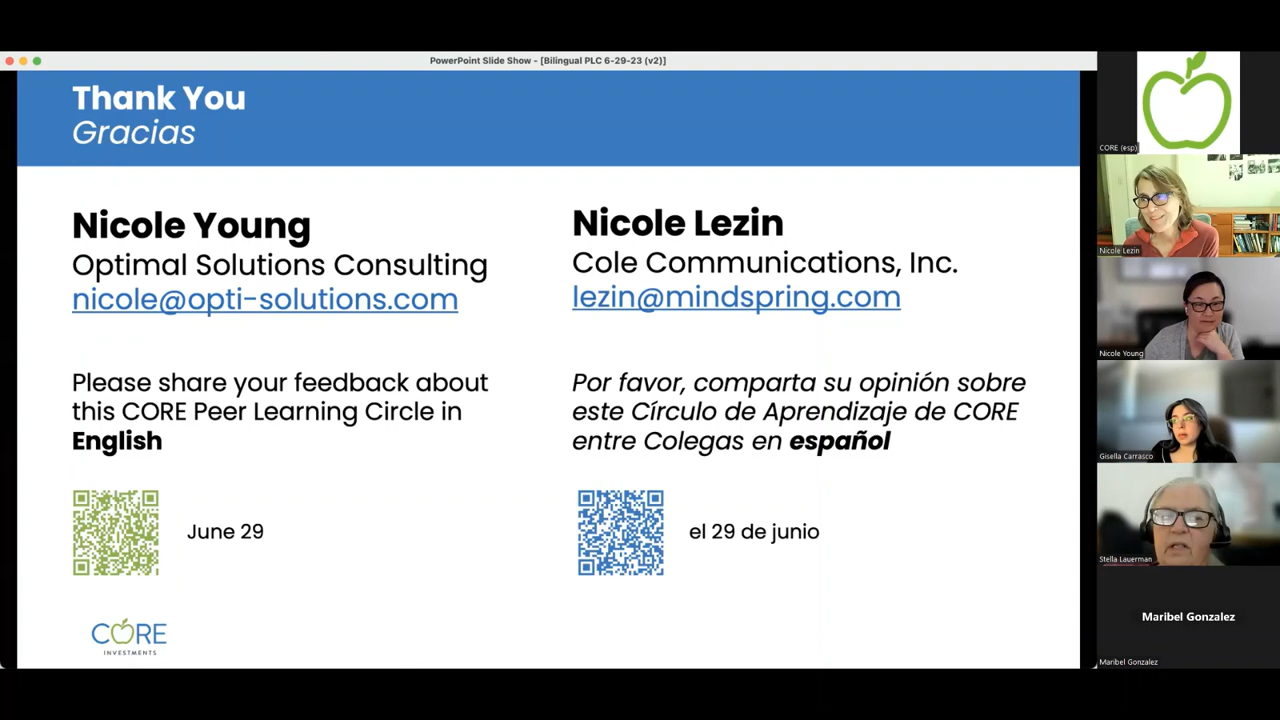 PowerPoint Slide Show - [Bilingual PLC 6-29-23 (v2)]
Thank You
Gracias
Nicole Young
Optimal Solutions Consulting
nicole@opti-solutions.com
Please share your feedback about
this CORE Peer Learning Circle in
English
June 29
Nicole Lezin
Cole Communications, Inc.
lezin@mindspring.com
Por favor, comparta su opinión sobre
este Círculo de Aprendizaje de CORE
entre Colegas en español
el 29 de junio
CORE
INVESTMENTS
CORE (esp)
Nicole Lezin
Nicole Young
Gisella Carrasco
Stella Lauerman
Maribel Gonzalez
Maribel Gonzalez